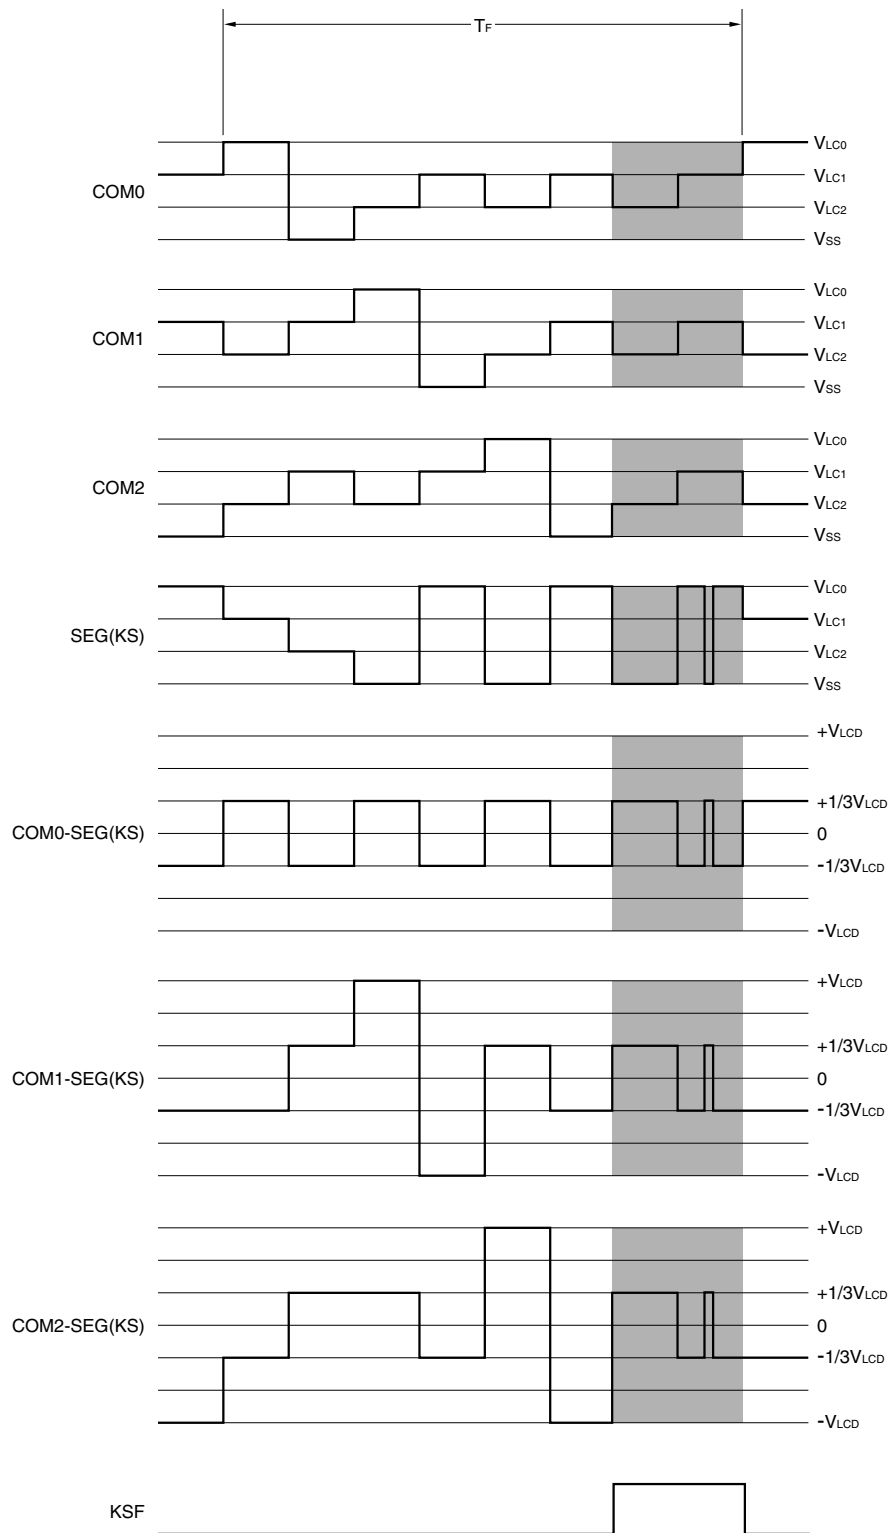 TF
COM0
VLC0
VLC1
VLC2
VSS
COM1
VLC0
VLC1
VLC2
VSS
COM2
VLC0
VLC1
VLC2
VSS
SEG(KS)
VLC0
VLC1
VLC2
VSS
COM0-SEG(KS)
+VLCD
+1/3VLCD
0
-1/3VLCD
-VLCD
COM1-SEG(KS)
+VLCD
+1/3VLCD
0
-1/3VLCD
-VLCD
COM2-SEG(KS)
+VLCD
+1/3VLCD
0
-1/3VLCD
-VLCD
KSF